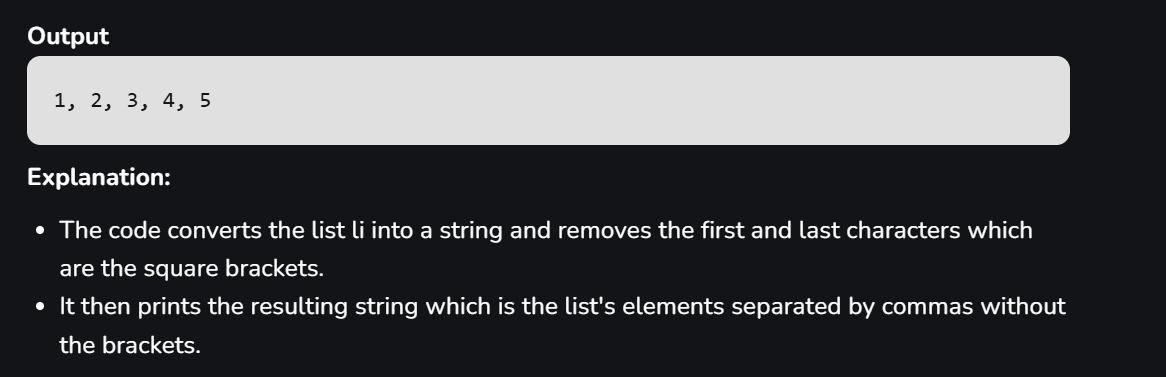 Output
1, 2, 3, 4, 5
Explanation:
The code converts the list li into a string and removes the first and last characters which
are the square brackets.
It then prints the resulting string which is the list's elements separated by commas without
the brackets.